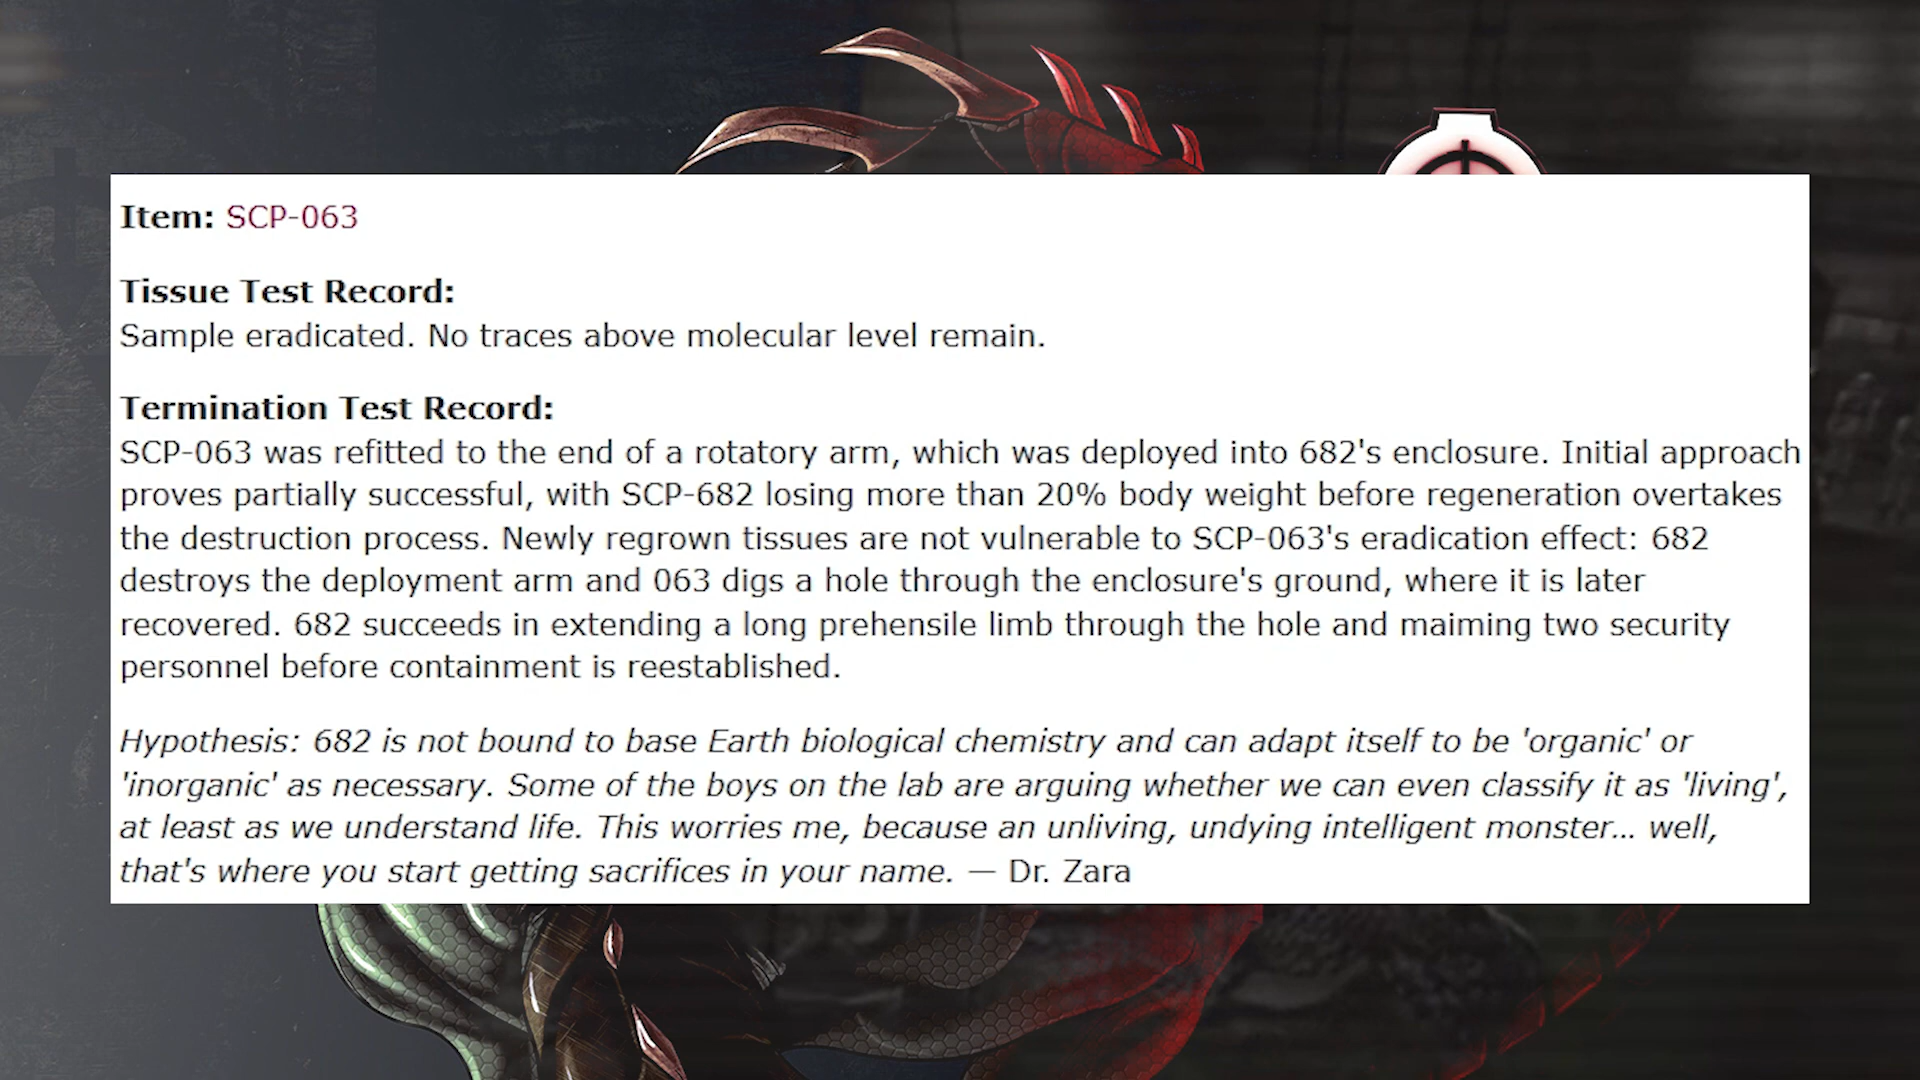 Item: SCP-063
Tissue Test Record:
Sample eradicated. No traces above molecular level remain.
Termination Test Record:
SCP-063 was refitted to the end of a rotatory arm, which was deployed into 682's enclosure. Initial approach
proves partially successful, with SCP-682 losing more than 20% body weight before regeneration overtakes
the destruction process. Newly regrown tissues are not vulnerable to SCP-063's eradication effect: 682
destroys the deployment arm and 063 digs a hole through the enclosure's ground, where it is later
recovered. 682 succeeds in extending a long prehensile limb through the hole and maiming two security
personnel before containment is reestablished.
Hypothesis: 682 is not bound to base Earth biological chemistry and can adapt itself to be 'organic' or
'inorganic' as necessary. Some of the boys on the lab are arguing whether we can even classify it as 'living',
at least as we understand life. This worries me, because an unliving, undying intelligent monster... well,
that's where you start getting sacrifices in your name. — Dr. Zara